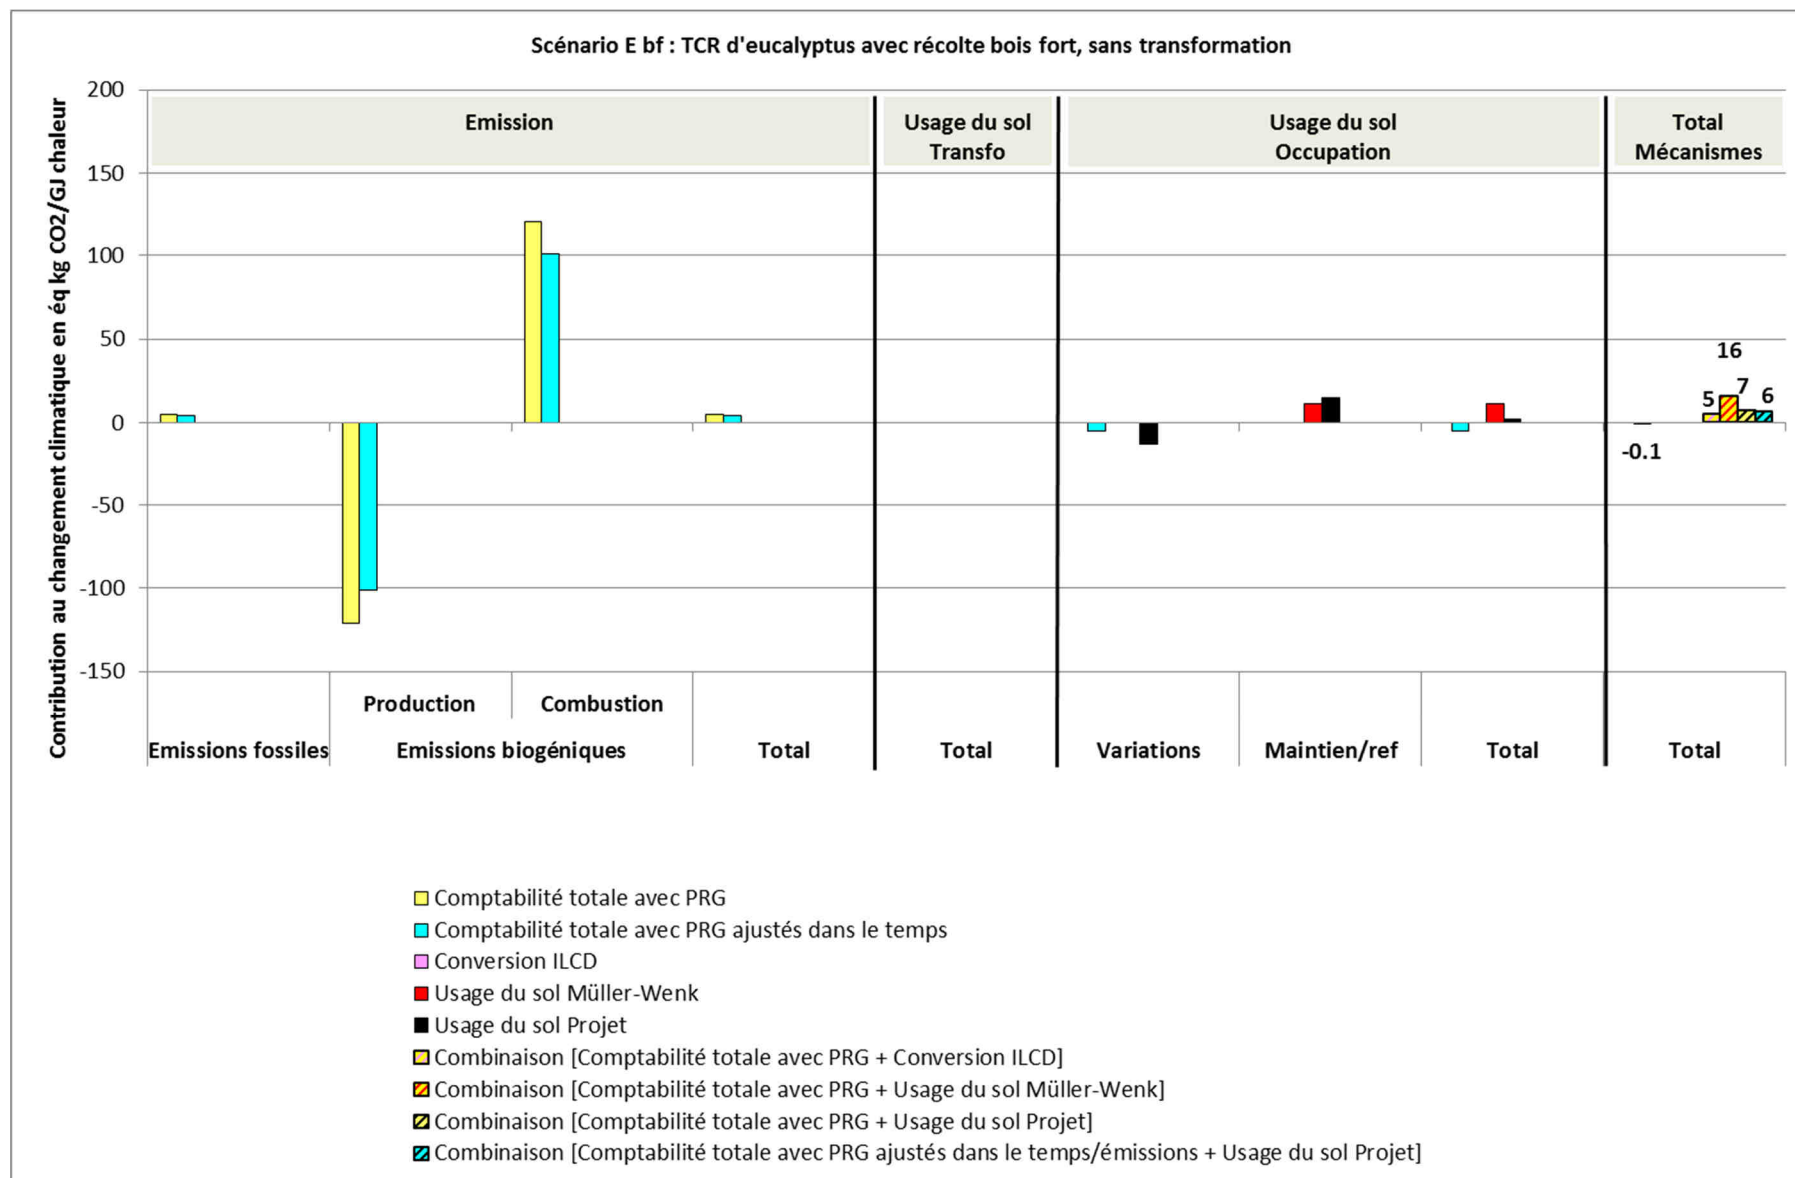 Scénario E bf : TCR d'eucalyptus avec récolte bois fort, sans transformation
Contribution au changement climatique en éq kg CO2/GJ chaleur
200
150
100
50
0
-50
-100
-150
Emission
Usage du sol
Transfo
Usage du sol
Occupation
Total
Mécanismes
16
5
7
6
-0.1
Production
Combustion
Emissions fossiles
Emissions biogéniques
Total
Total
Variations
Maintien/ref
Total
Total
Comptabilité totale avec PRG
Comptabilité totale avec PRG ajustés dans le temps
Conversion ILCD
Usage du sol Müller-Wenk
Usage du sol Projet
Combinaison [Comptabilité totale avec PRG + Conversion ILCD]
Combinaison [Comptabilité totale avec PRG + Usage du sol Müller-Wenk]
Combinaison [Comptabilité totale avec PRG + Usage du sol Projet]
Combinaison [Comptabilité totale avec PRG ajustés dans le temps/émissions + Usage du sol Projet]